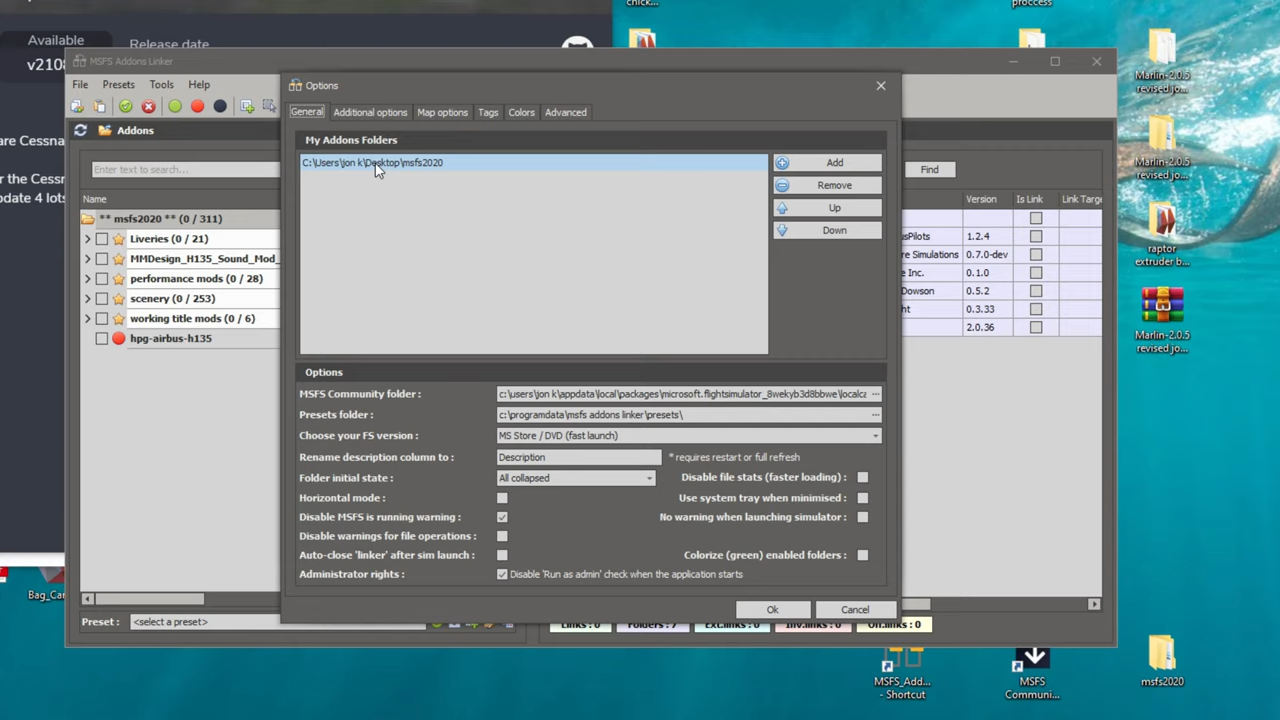 chick...
proccess
Available
Release date
v2108
are Cessna
r the Cessn
pdate 4 lots
MSFS Addons Linker
File Presets Tools Help
Addons
Enter text to search...
Find
Name
** msfs2020 ** (0 / 311)
Liveries (0 / 21)
MMDesign_H135_Sound_Mod_
performance mods (0 / 28)
scenery (0 / 253)
working title mods (0 / 6)
hpg-airbus-h135
Version Is Link Link Target
usPilots 1.2.4
re Simulations 0.7.0-dev
e Inc. 0.1.0
Dowson 0.5.2
ht 0.3.33
2.0.36
Preset : <select a preset>
Links : 0 Folders : 7 Ext.links : 0 Inv.links : 0 Off.links : 0
Options
General Additional options Map options Tags Colors Advanced
My Addons Folders
C:\Users\jon k\Desktop\msfs2020
Add
Remove
Up
Down
Options
MSFS Community folder : c:\users\jon k\appdata\local\packages\microsoft.flightsimulator_8wekyb3d8bbwe\localca ...
Presets folder : c:\programdata\msfs addons linker\presets\ ...
Choose your FS version : MS Store / DVD (fast launch)
Rename description column to : Description * requires restart or full refresh
Folder initial state : All collapsed Disable file stats (faster loading) :
Horizontal mode : Use system tray when minimised :
Disable MSFS is running warning : No warning when launching simulator :
Disable warnings for file operations :
Auto-close 'linker' after sim launch : Colorize (green) enabled folders :
Administrator rights : Disable 'Run as admin' check when the application starts
Ok Cancel
Marlin-2.0.5
revised jo...
Marlin-2.0.5
revised jo...
raptor
extruder b...
Marlin-2.0.5
revised jo...
Bag_Car
MSFS_Add...
- Shortcut
MSFS
Communi...
msfs2020